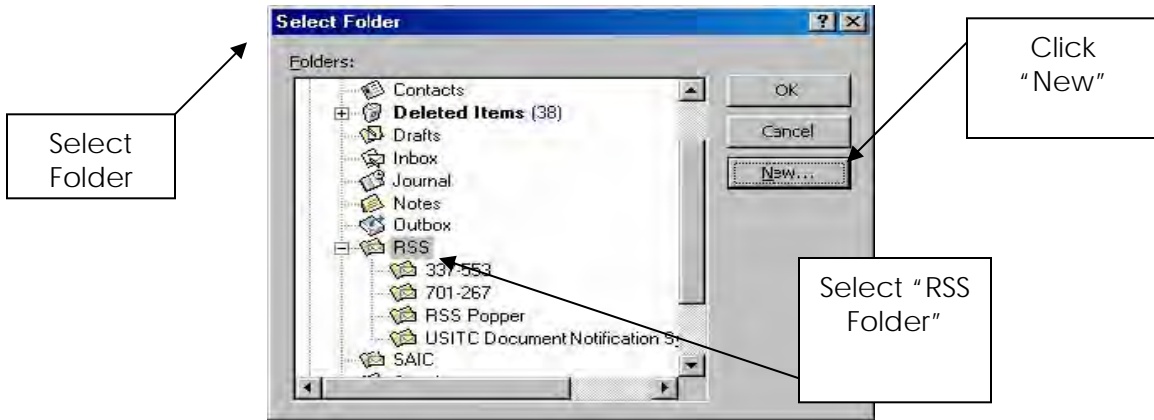 Select Folder
Folders:
Contacts
Deleted Items (38)
Drafts
Inbox
Journal
Notes
Outbox
RSS
337-553
701-267
RSS Popper
USITC Document Notification Sy
SAIC
OK
Cancel
New...
Select
Folder
Click
"New"
Select "RSS
Folder"